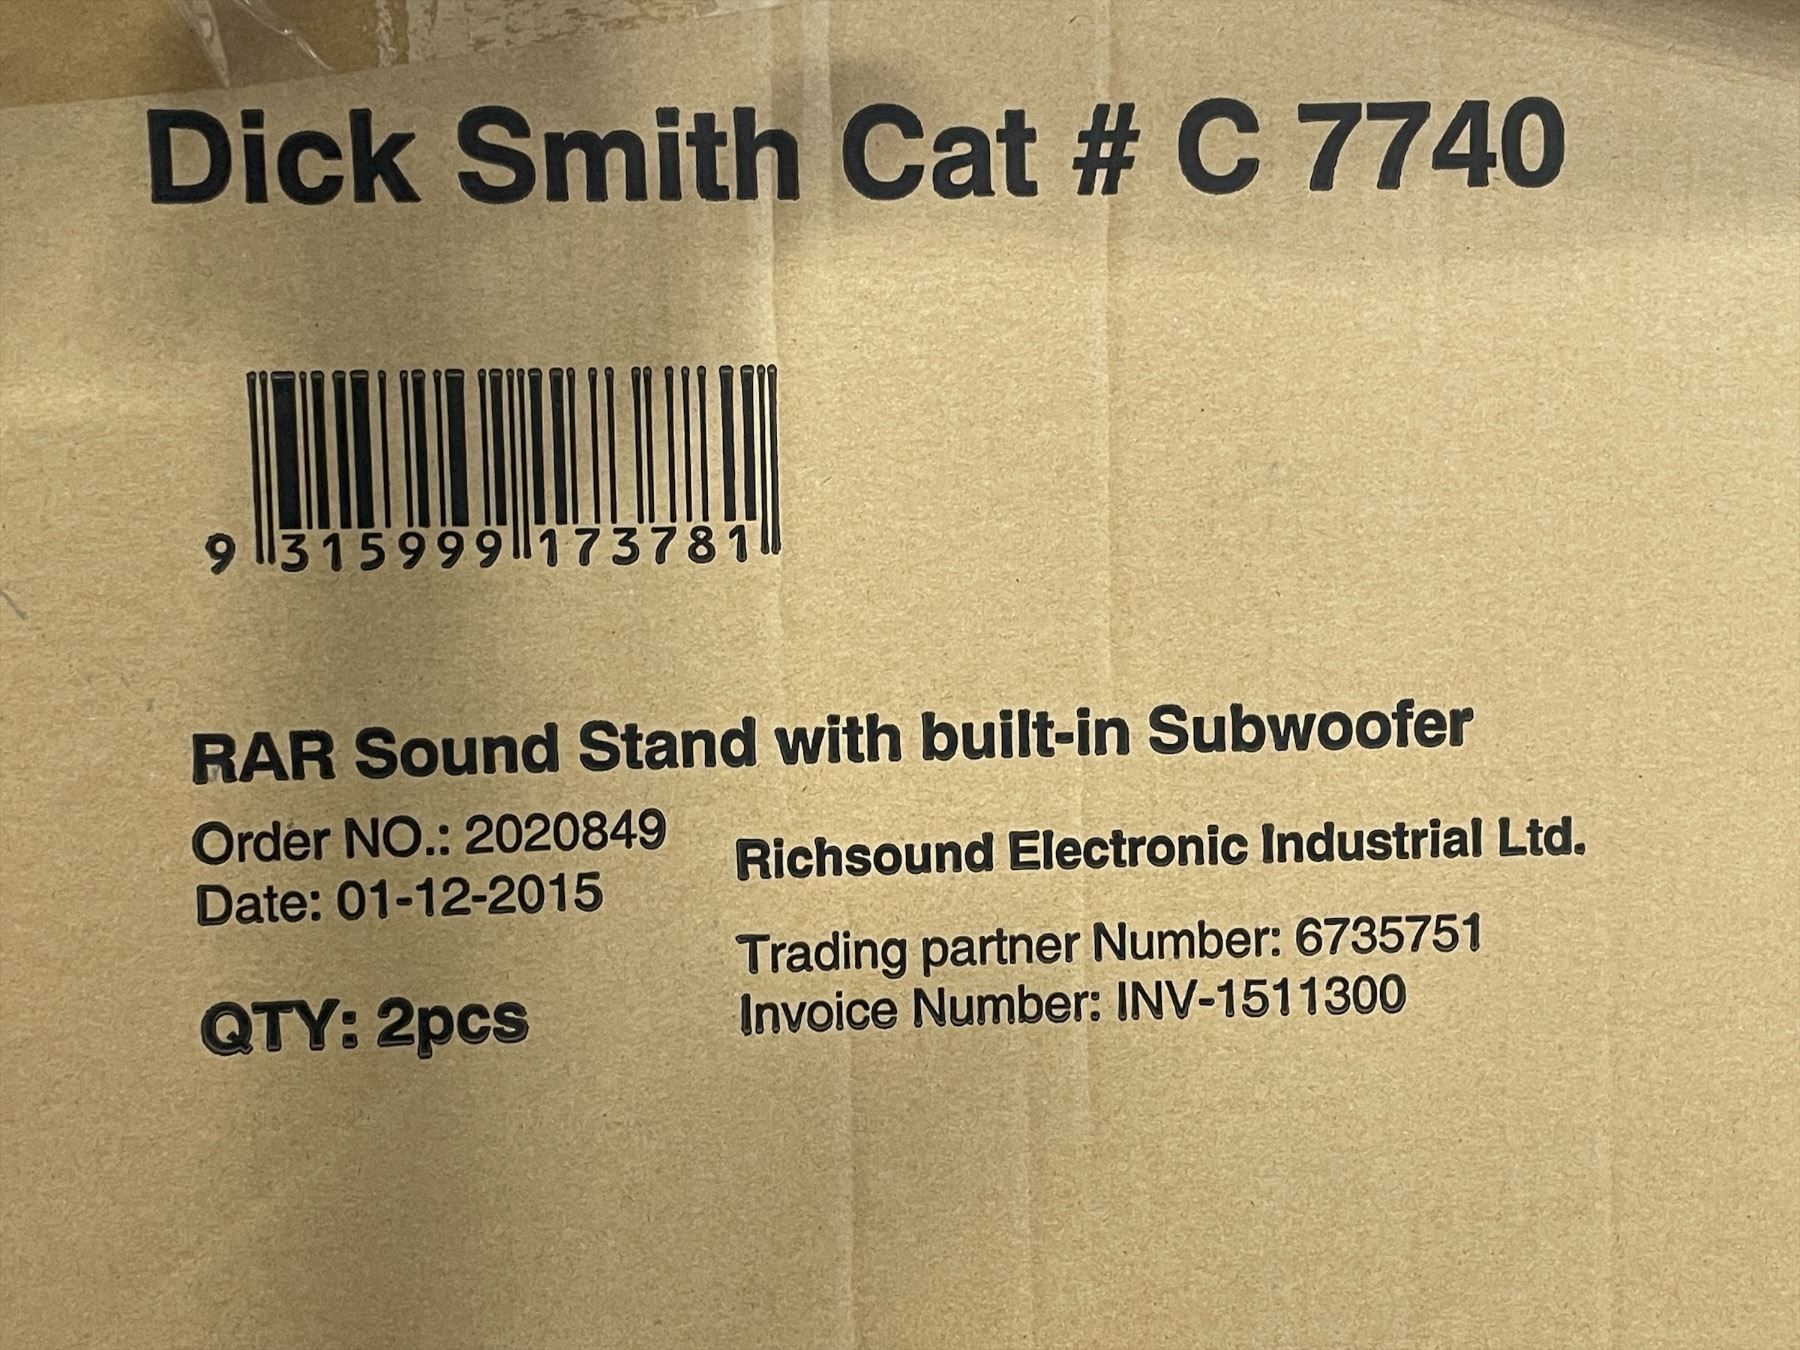 Dick Smith Cat # C 7740
9 315999 173781
RAR Sound Stand with built-in Subwoofer
Order NO.: 2020849
Date: 01-12-2015
QTY: 2pcs
Richsound Electronic Industrial Ltd.
Trading partner Number: 6735751
Invoice Number: INV-1511300